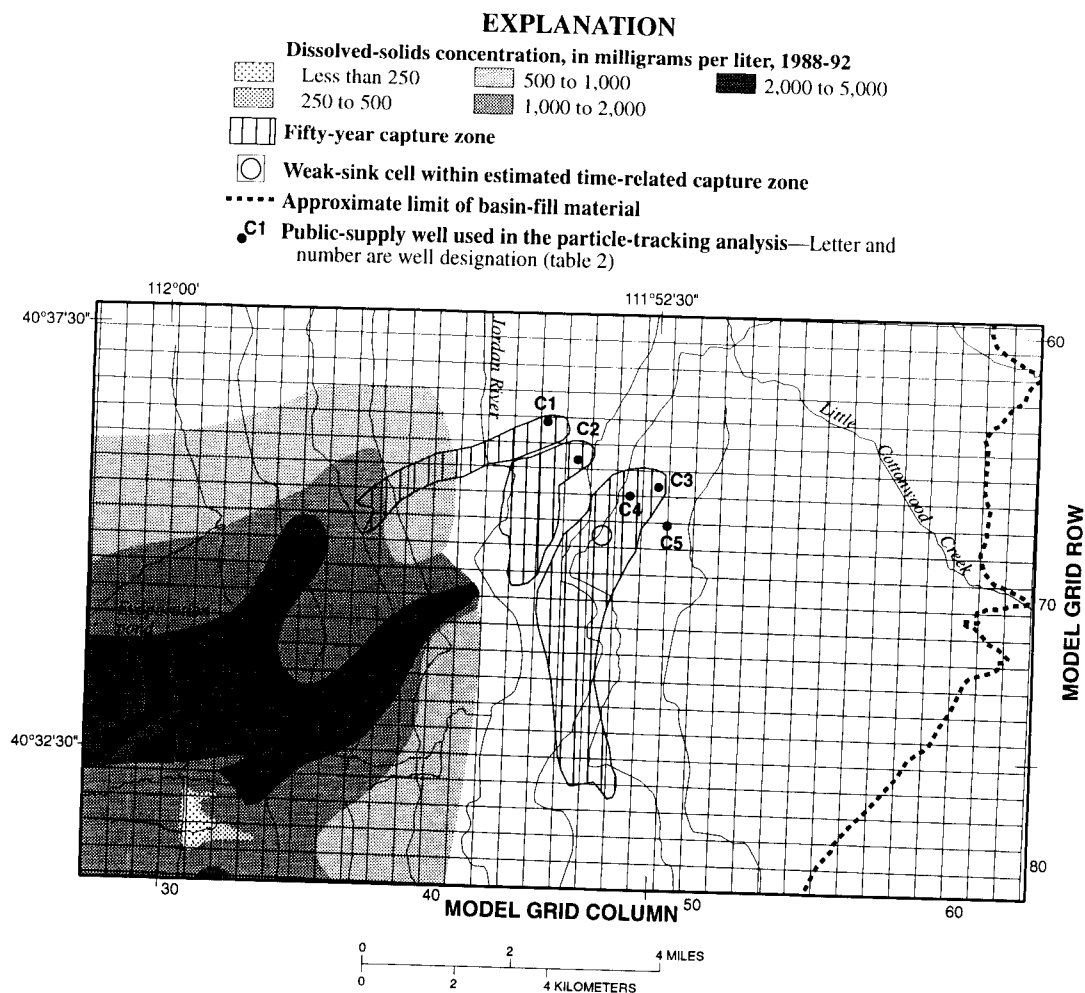 EXPLANATION
Dissolved-solids concentration, in milligrams per liter, 1988-92
Less than 250
500 to 1,000
2,000 to 5,000
250 to 500
1,000 to 2,000
Fifty-year capture zone
Weak-sink cell within estimated time-related capture zone
Approximate limit of basin-fill material
C1 Public-supply well used in the particle-tracking analysis—Letter and
number are well designation (table 2)
112°00'
111°52'30"
40°37'30"
60
Jordan River
C1
C2
C3
C4
C5
Little Cottonwood Creek
70
MODEL GRID ROW
40°32'30"
80
30
40
50
60
MODEL GRID COLUMN
0 2 4 MILES
0 2 4 KILOMETERS